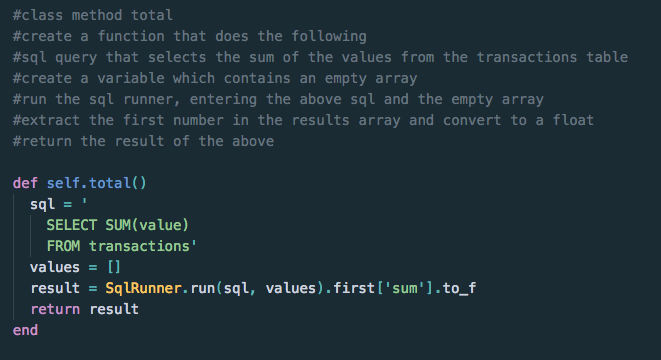 #class method total
#create a function that does the following
#sql query that selects the sum of the values from the transactions table
#create a variable which contains an empty array
#run the sql runner, entering the above sql and the empty array
#extract the first number in the results array and convert to a float
#return the result of the above

def self.total()
  sql = '
    SELECT SUM(value)
    FROM transactions'
  values = []
  result = SqlRunner.run(sql, values).first['sum'].to_f
  return result
end